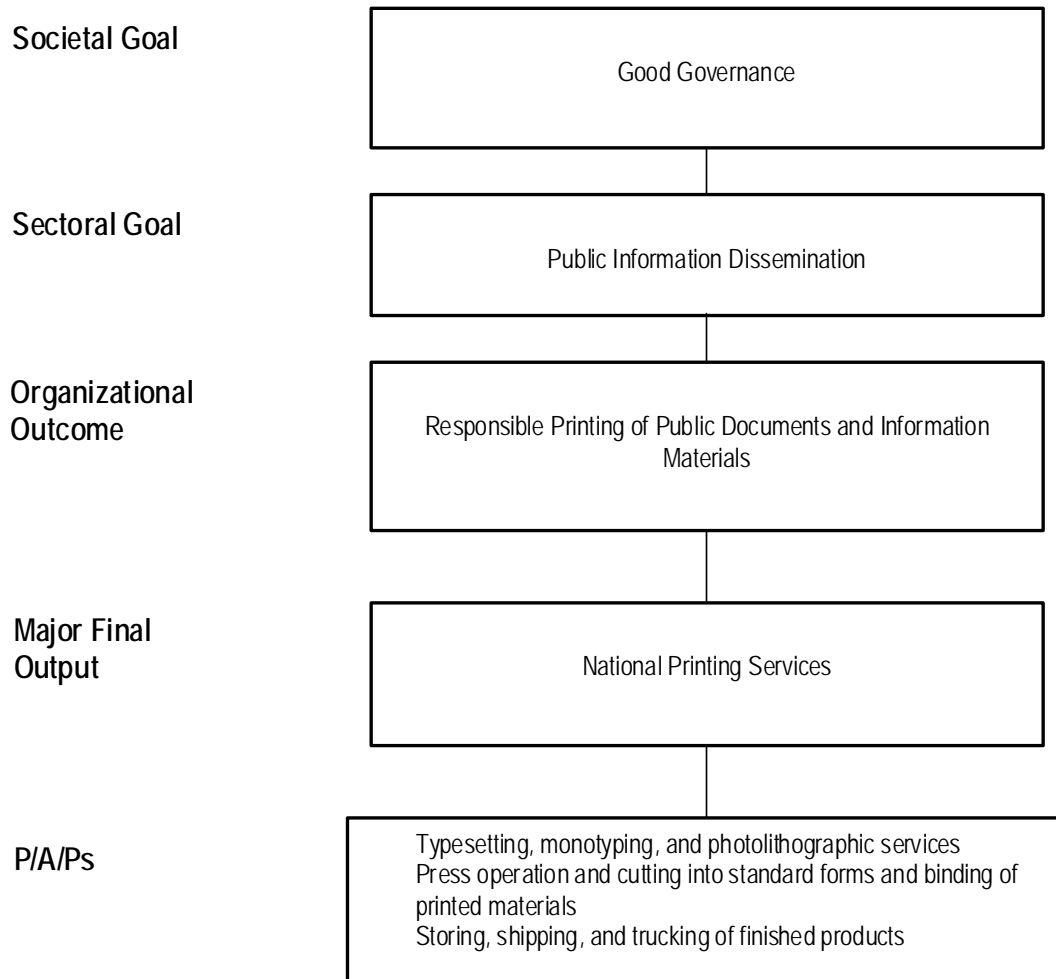 Societal Goal
Good Governance
Sectoral Goal
Public Information Dissemination
Organizational
Outcome
Responsible Printing of Public Documents and Information
Materials
Major Final
Output
National Printing Services
P/A/Ps
Typesetting, monotyping, and photolithographic services
Press operation and cutting into standard forms and binding of
printed materials
Storing, shipping, and trucking of finished products